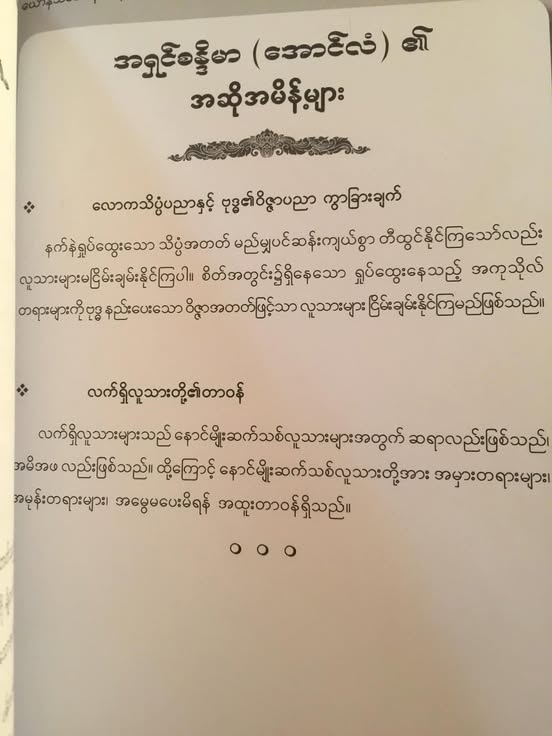 အရှင်စန္ဒိမာ (အောင်လံ) ၏
အဆိုအမိန့်များ
❖ လောကသိပ္ပံပညာနှင့် ဗုဒ္ဓ၏ဝိဇ္ဇာပညာ ကွာခြားချက်
နက်နဲရှုပ်ထွေးသော သိပ္ပံအတတ် မည်မျှပင်ဆန်းကျယ်စွာ တီထွင်နိုင်ကြသော်လည်း
လူသားများမငြိမ်းချမ်းနိုင်ကြပါ။ စိတ်အတွင်း၌ရှိနေသော ရှုပ်ထွေးနေသည့် အကုသိုလ်
တရားများကို ဗုဒ္ဓ နည်းပေးသော ဝိဇ္ဇာအတတ်ဖြင့်သာ လူသားများ ငြိမ်းချမ်းနိုင်ကြမည်ဖြစ်သည်။
❖ လက်ရှိလူသားတို့၏တာဝန်
လက်ရှိလူသားများသည် နောင်မျိုးဆက်သစ်လူသားများအတွက် ဆရာလည်းဖြစ်သည်၊
အမိအဖ လည်းဖြစ်သည်။ ထို့ကြောင့် နောင်မျိုးဆက်သစ်လူသားတို့အား အမှားတရားများ၊
အမုန်းတရားများ၊ အမွေမပေးမိရန် အထူးတာဝန်ရှိသည်။
၀ ၀ ၀